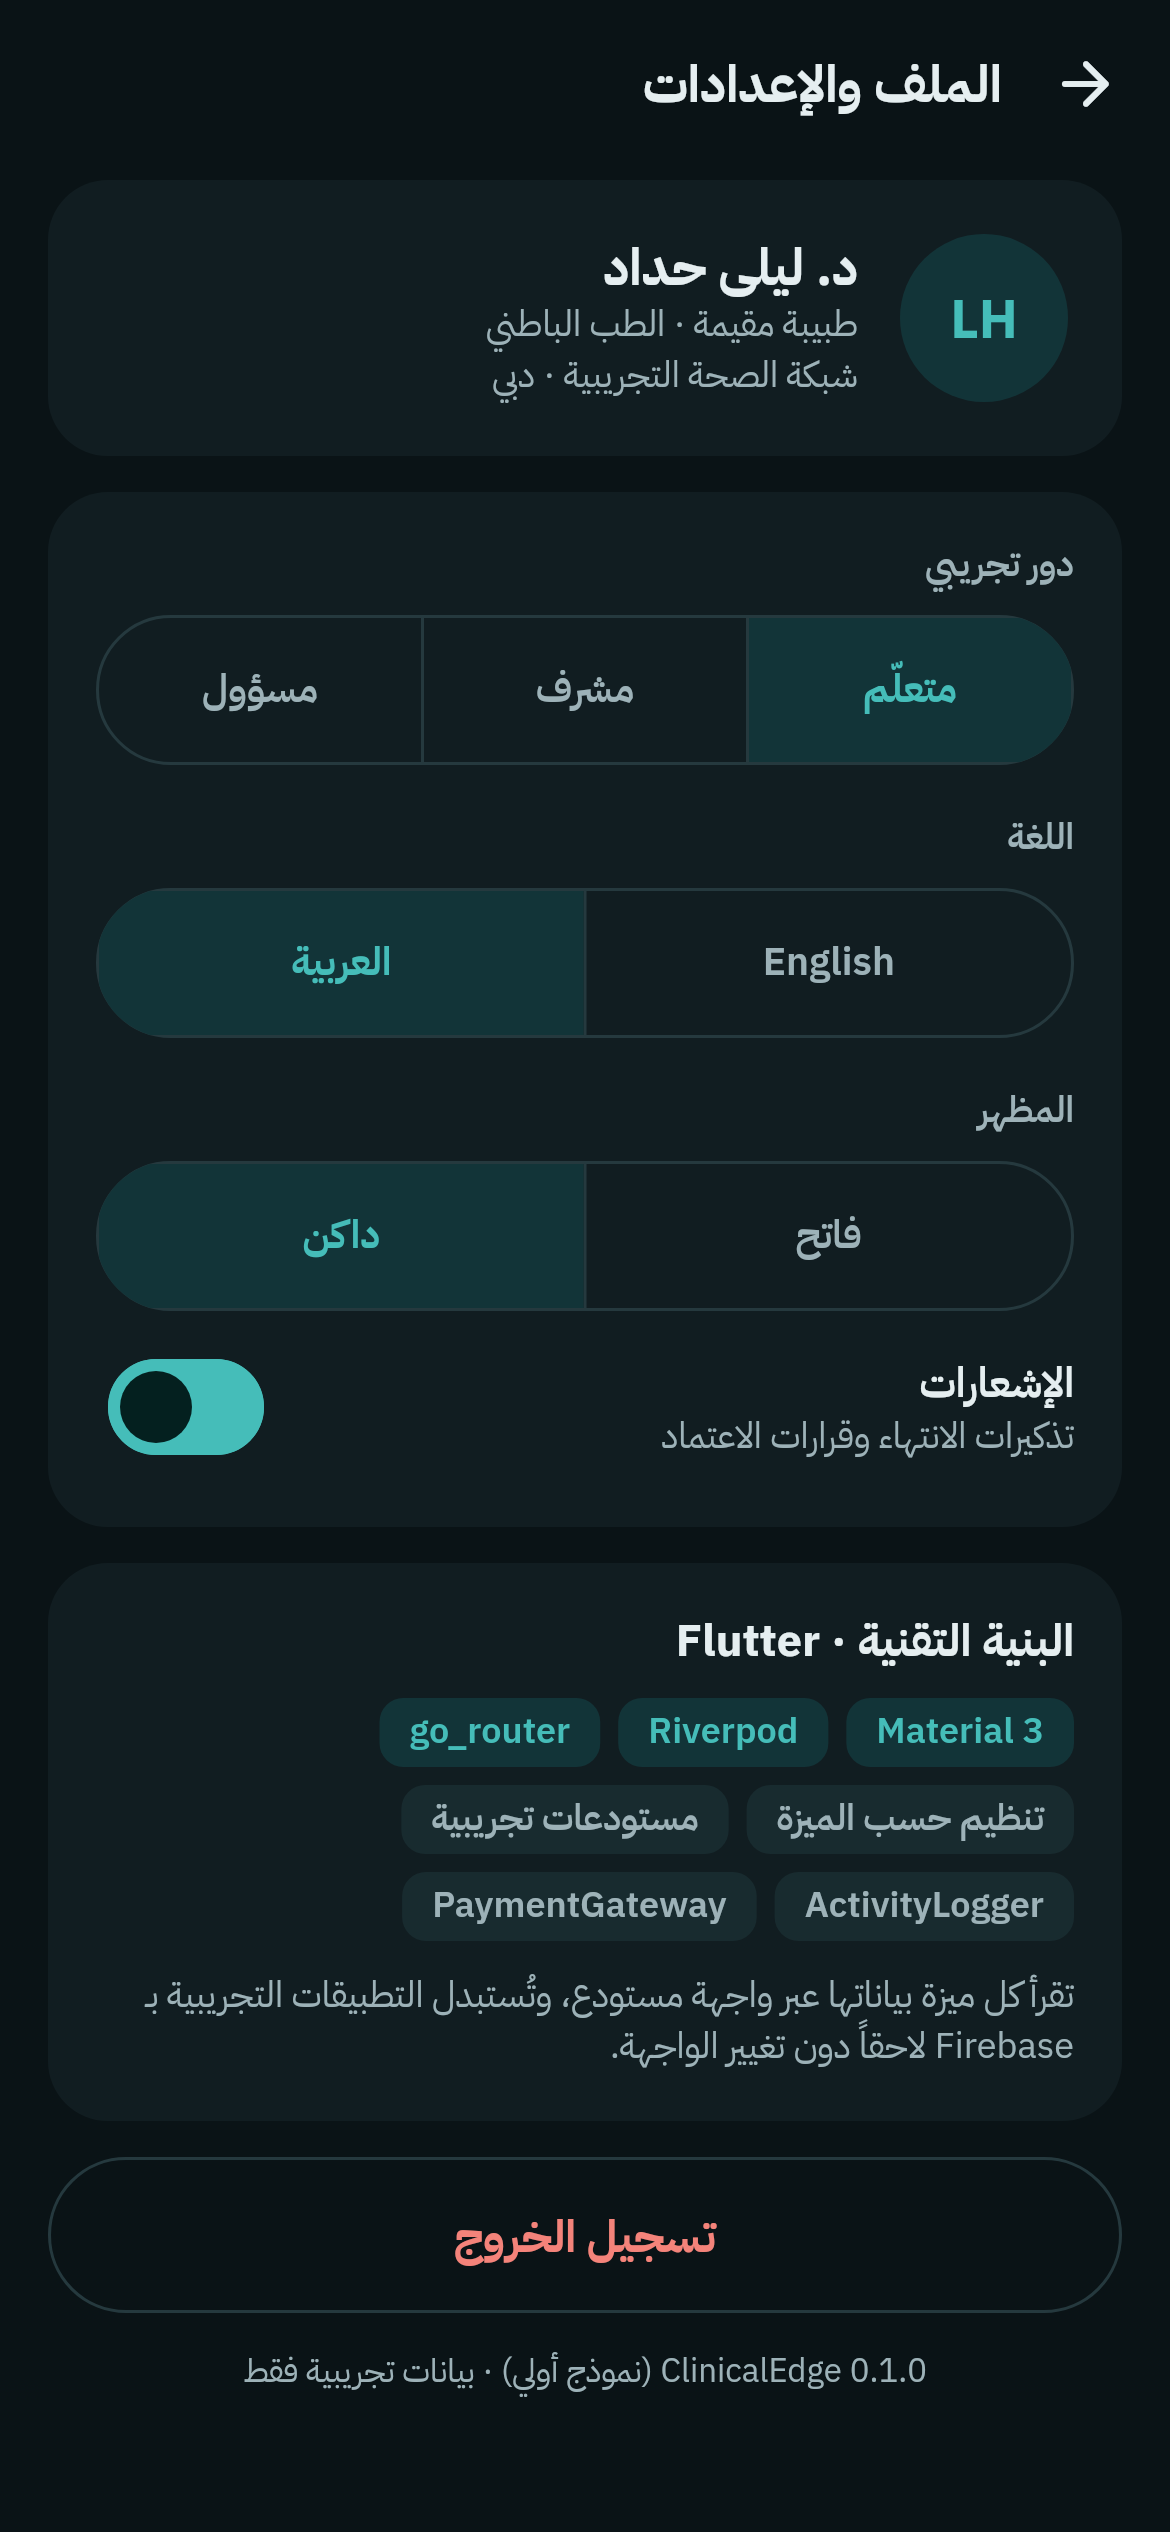 الملف والإعدادات
LH
د. ليلى حداد
طبيبة مقيمة · الطب الباطني
شبكة الصحة التجريبية · دبي
دور تجريبي
متعلّم
مشرف
مسؤول
اللغة
English
العربية
المظهر
فاتح
داكن
الإشعارات
تذكيرات الانتهاء وقرارات الاعتماد
البنية التقنية · Flutter
Material 3
Riverpod
go_router
تنظيم حسب الميزة
مستودعات تجريبية
ActivityLogger
PaymentGateway
تقرأ كل ميزة بياناتها عبر واجهة مستودع، وتُستبدل التطبيقات التجريبية بـ
Firebase لاحقاً دون تغيير الواجهة.
تسجيل الخروج
ClinicalEdge 0.1.0 (نموذج أولي) · بيانات تجريبية فقط